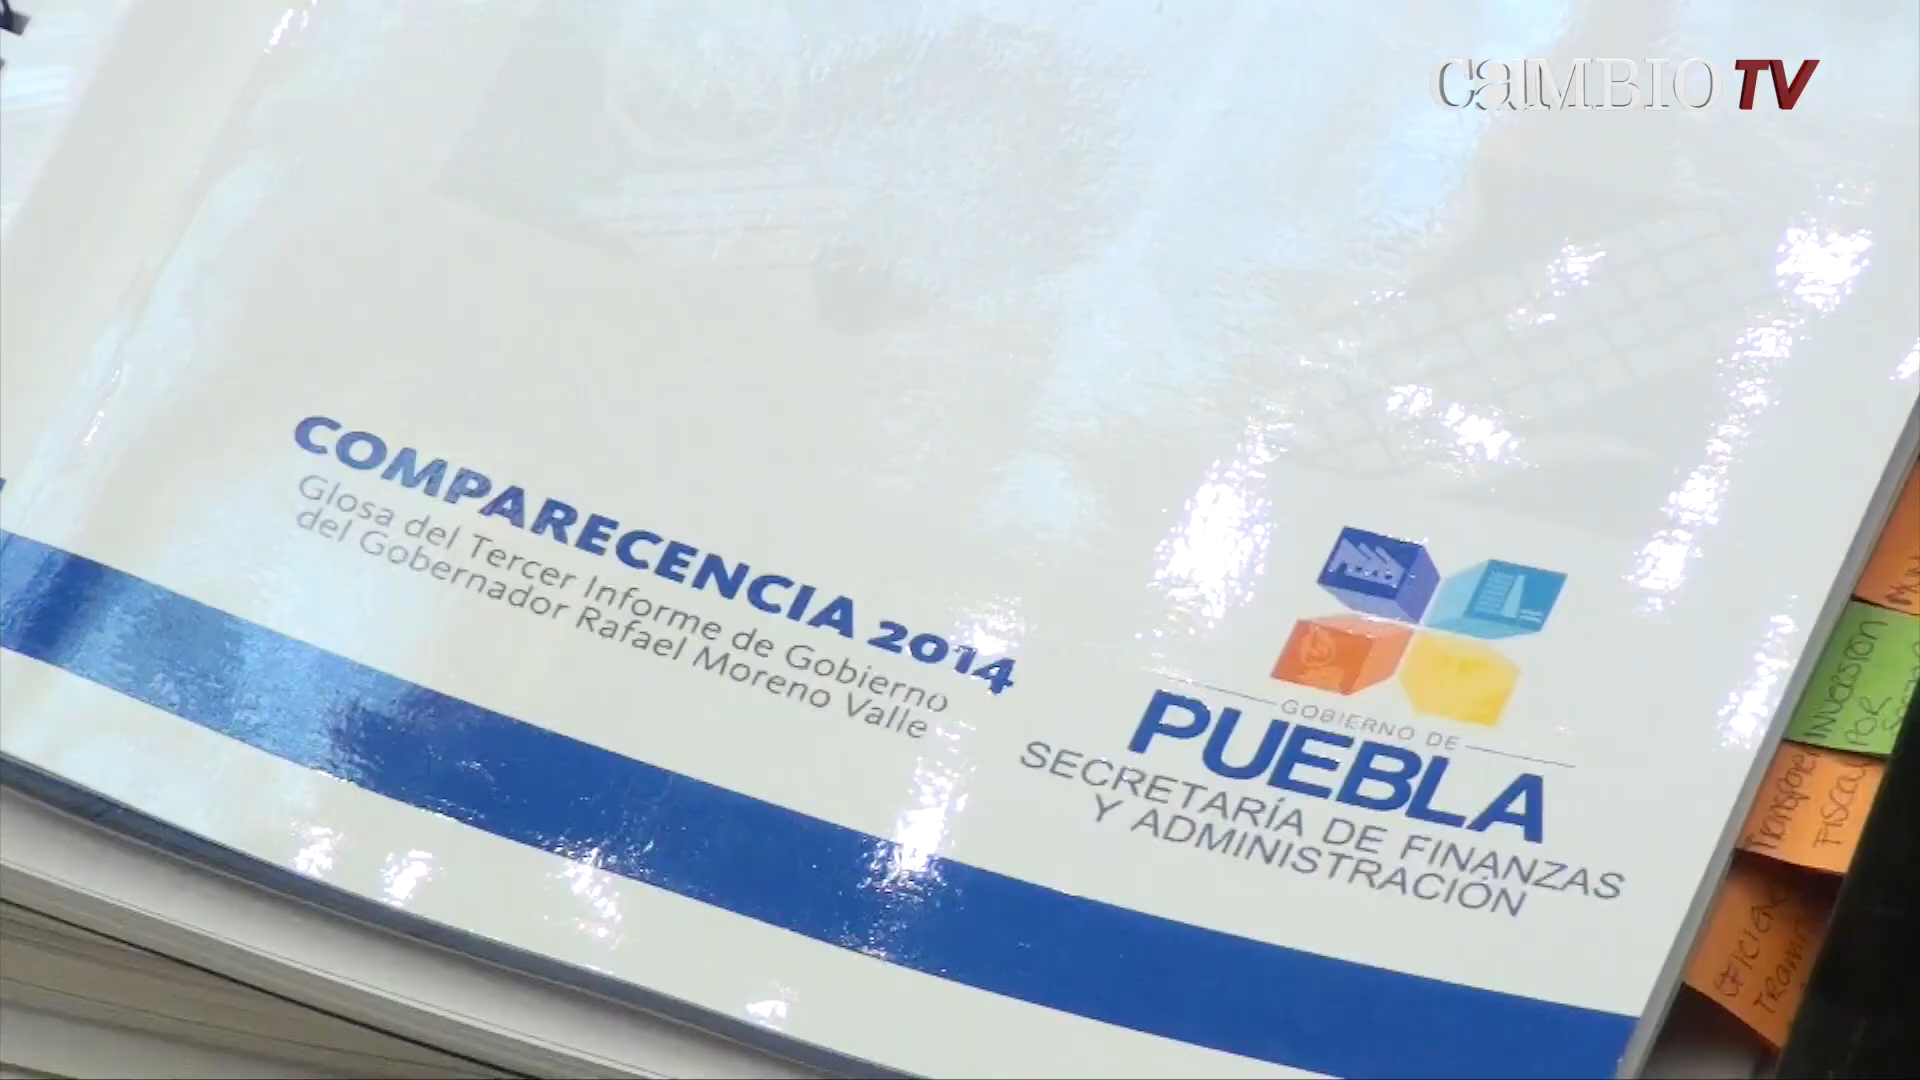 CAMBIO TV
COMPARECENCIA 2014
Glosa del Tercer Informe de Gobierno
del Gobernador Rafael Moreno Valle
GOBIERNO DE
PUEBLA
SECRETARÍA DE FINANZAS
Y ADMINISTRACIÓN
INVERSION
POR
FISCAL